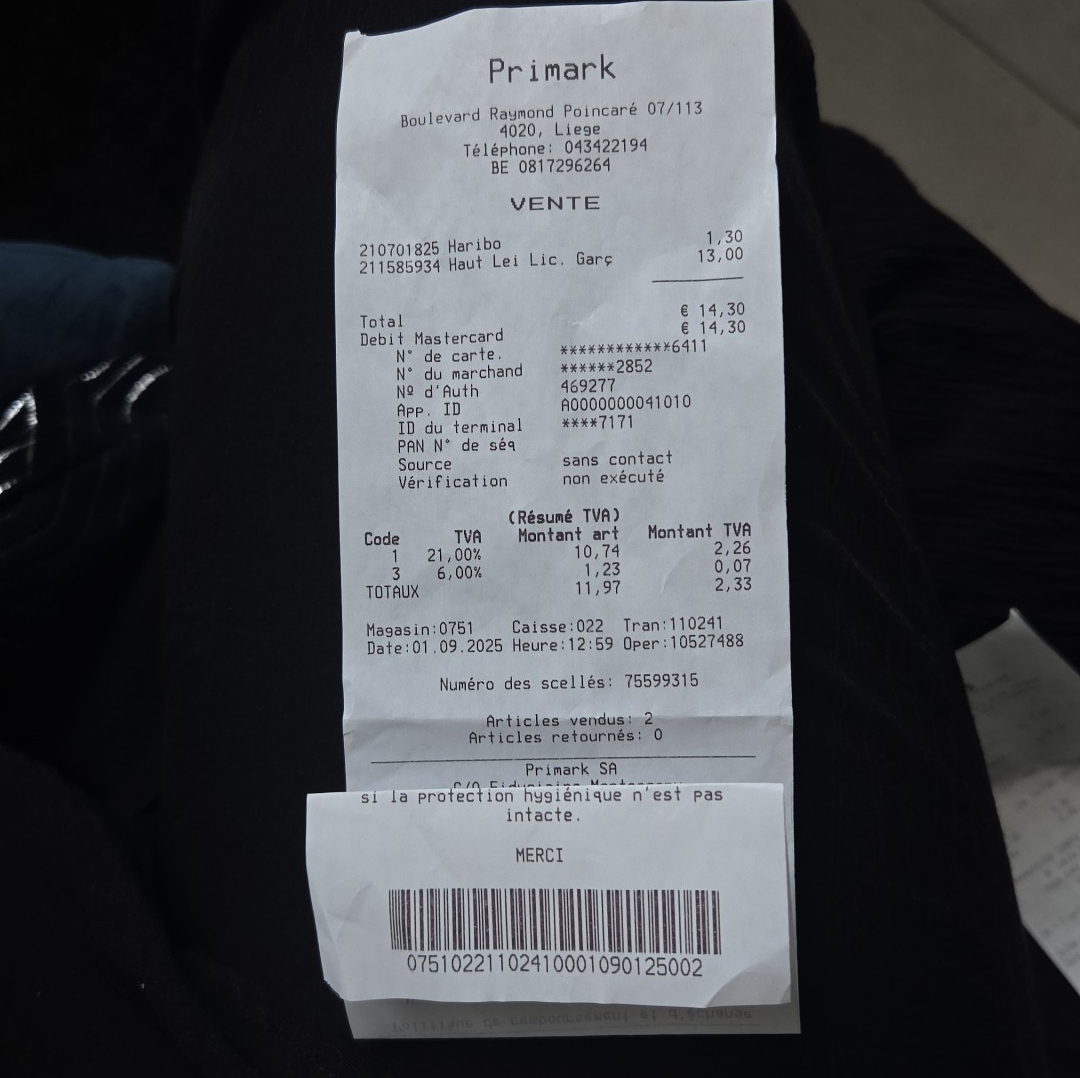 Primark
Boulevard Raymond Poincaré 07/113
4020, Liege
Téléphone: 043422194
BE 0817296264
VENTE
210701825 Haribo 1,30
211585934 Haut Lei Lic. Garç 13,00
Total € 14,30
Debit Mastercard € 14,30
N° de carte. ************6411
N° du marchand ******2852
Nº d'Auth 469277
App. ID A0000000041010
ID du terminal ****7171
PAN N° de séq
Source sans contact
Vérification non exécuté
(Résumé TVA)
Code TVA Montant art Montant TVA
1 21,00% 10,74 2,26
3 6,00% 1,23 0,07
TOTAUX 11,97 2,33
Magasin:0751 Caisse:022 Tran:110241
Date:01.09.2025 Heure:12:59 Oper:10527488
Numéro des scellés: 75599315
Articles vendus: 2
Articles retournés: 0
Primark SA
si la protection hygiénique n'est pas
intacte.
MERCI
07510221102410001090125002